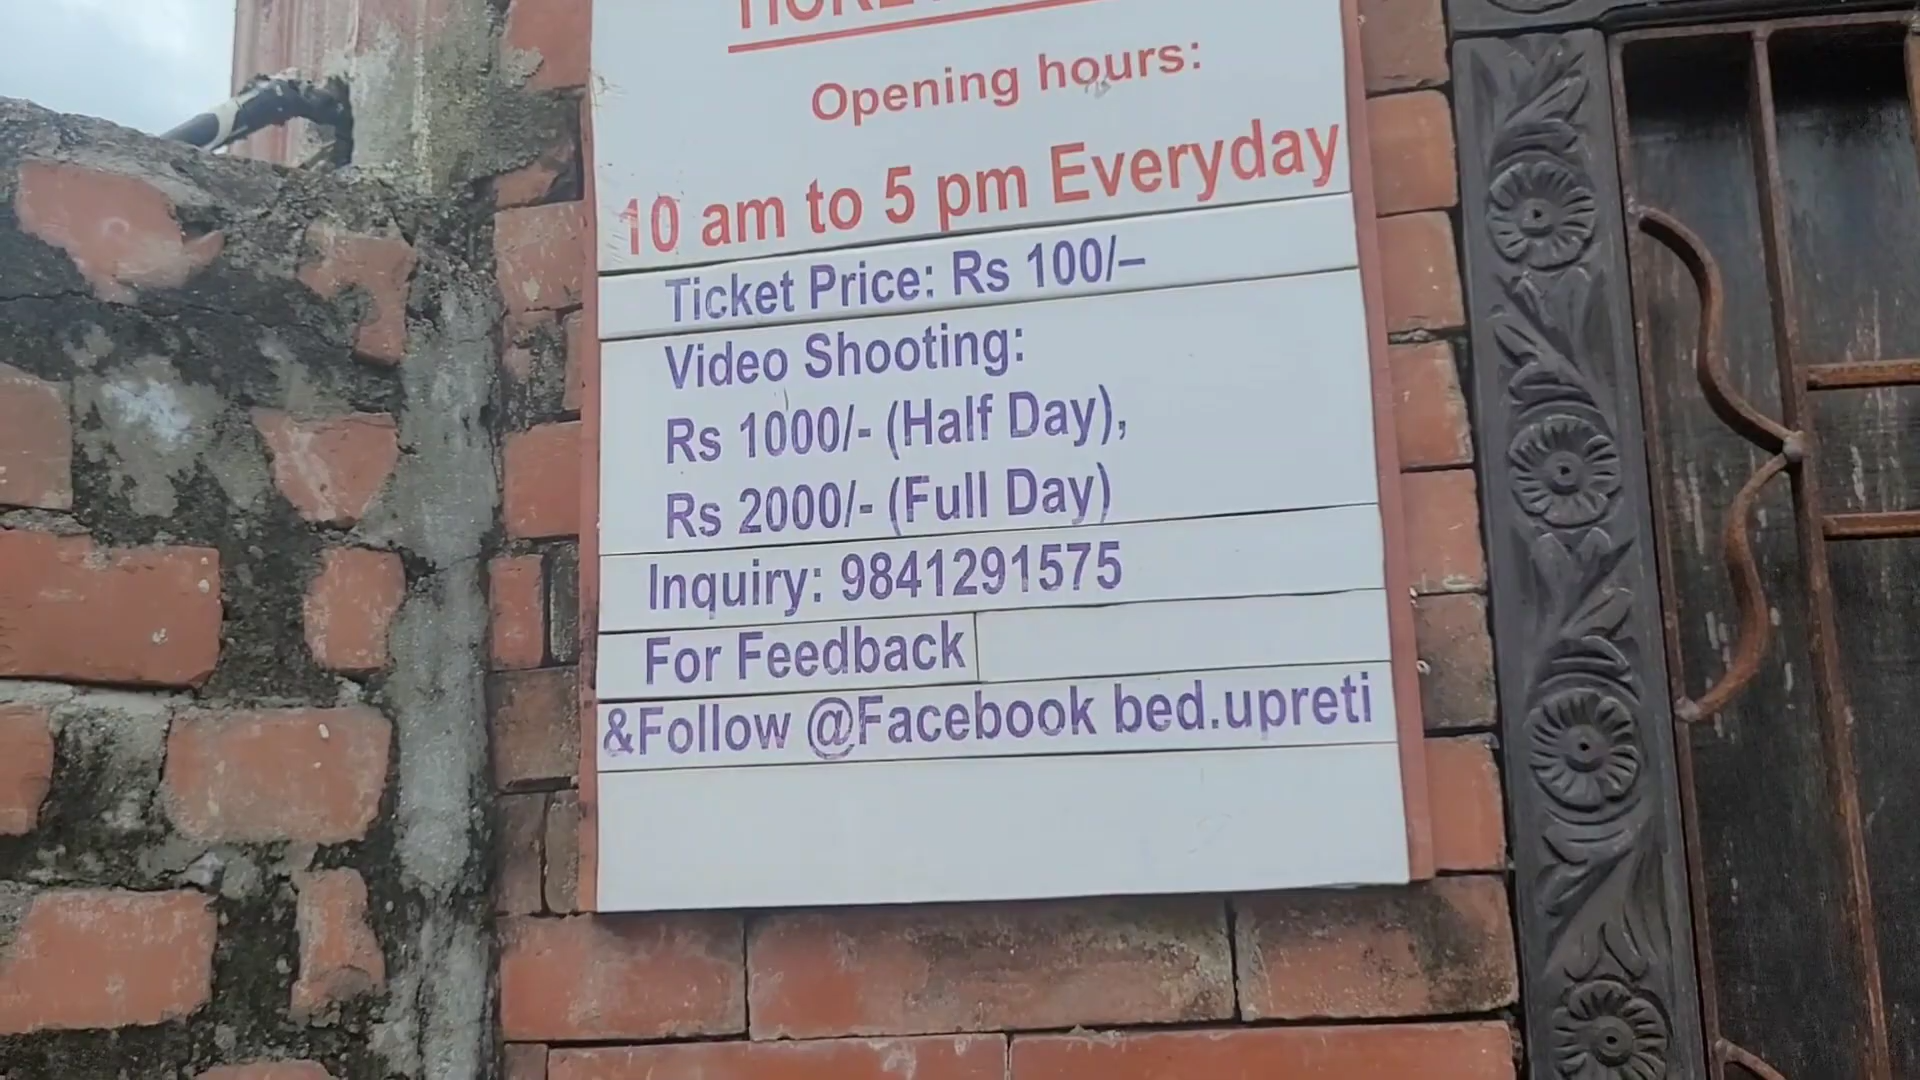 Opening hours:
10 am to 5 pm Everyday
Ticket Price: Rs 100/–
Video Shooting:
Rs 1000/- (Half Day),
Rs 2000/- (Full Day)
Inquiry: 9841291575
For Feedback
&Follow @Facebook bed.upreti